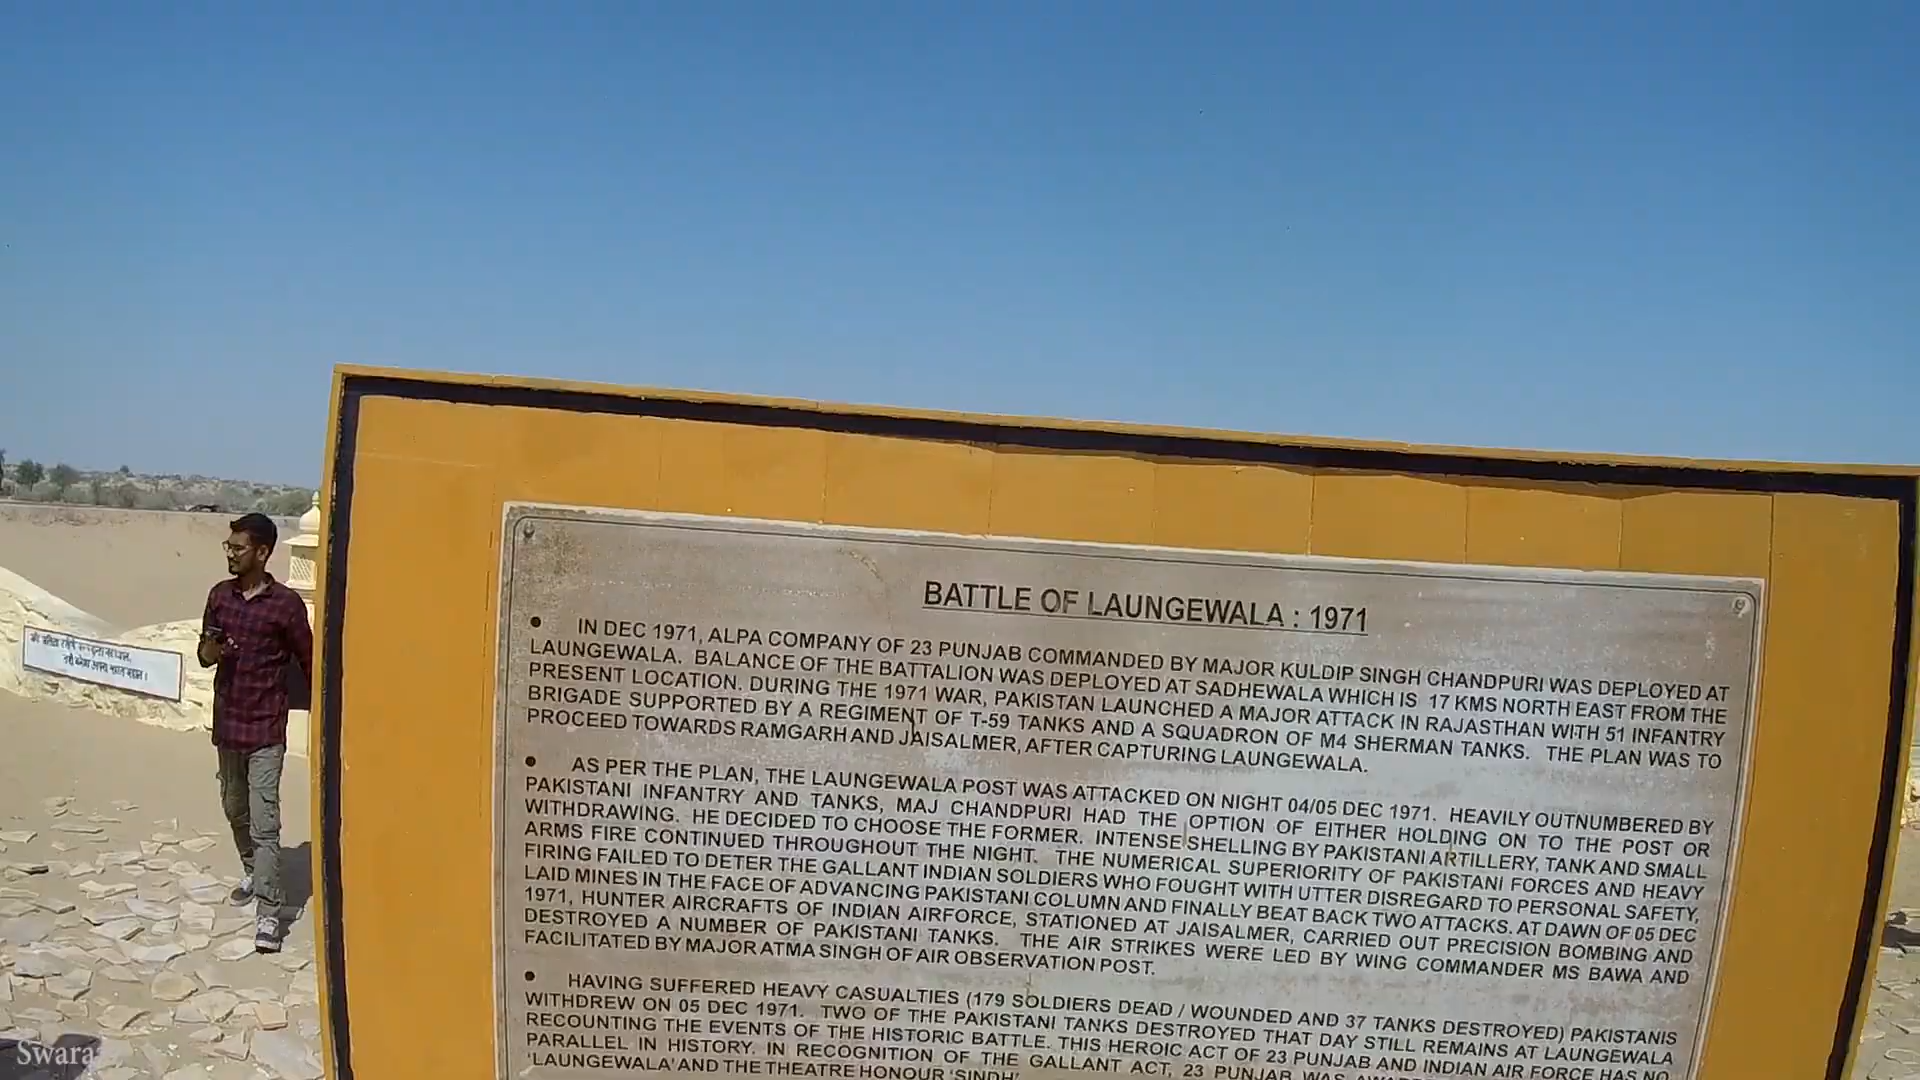 BATTLE OF LAUNGEWALA : 1971
• IN DEC 1971, ALPA COMPANY OF 23 PUNJAB COMMANDED BY MAJOR KULDIP SINGH CHANDPURI WAS DEPLOYED AT
LAUNGEWALA. BALANCE OF THE BATTALION WAS DEPLOYED AT SADHEWALA WHICH IS 17 KMS NORTH EAST FROM THE
PRESENT LOCATION. DURING THE 1971 WAR, PAKISTAN LAUNCHED A MAJOR ATTACK IN RAJASTHAN WITH 51 INFANTRY
BRIGADE SUPPORTED BY A REGIMENT OF T-59 TANKS AND A SQUADRON OF M4 SHERMAN TANKS. THE PLAN WAS TO
PROCEED TOWARDS RAMGARH AND JAISALMER, AFTER CAPTURING LAUNGEWALA.
• AS PER THE PLAN, THE LAUNGEWALA POST WAS ATTACKED ON NIGHT 04/05 DEC 1971. HEAVILY OUTNUMBERED BY
PAKISTANI INFANTRY AND TANKS, MAJ CHANDPURI HAD THE OPTION OF EITHER HOLDING ON TO THE POST OR
WITHDRAWING. HE DECIDED TO CHOOSE THE FORMER. INTENSE SHELLING BY PAKISTANI ARTILLERY, TANK AND SMALL
ARMS FIRE CONTINUED THROUGHOUT THE NIGHT. THE NUMERICAL SUPERIORITY OF PAKISTANI FORCES AND HEAVY
FIRING FAILED TO DETER THE GALLANT INDIAN SOLDIERS WHO FOUGHT WITH UTTER DISREGARD TO PERSONAL SAFETY,
LAID MINES IN THE FACE OF ADVANCING PAKISTANI COLUMN AND FINALLY BEAT BACK TWO ATTACKS. AT DAWN OF 05 DEC
1971, HUNTER AIRCRAFTS OF INDIAN AIRFORCE, STATIONED AT JAISALMER, CARRIED OUT PRECISION BOMBING AND
DESTROYED A NUMBER OF PAKISTANI TANKS. THE AIR STRIKES WERE LED BY WING COMMANDER MS BAWA AND
FACILITATED BY MAJOR ATMA SINGH OF AIR OBSERVATION POST.
• HAVING SUFFERED HEAVY CASUALTIES (179 SOLDIERS DEAD / WOUNDED AND 37 TANKS DESTROYED) PAKISTANIS
WITHDREW ON 05 DEC 1971. TWO OF THE PAKISTANI TANKS DESTROYED THAT DAY STILL REMAINS AT LAUNGEWALA
RECOUNTING THE EVENTS OF THE HISTORIC BATTLE. THIS HEROIC ACT OF 23 PUNJAB AND INDIAN AIR FORCE HAS NO
PARALLEL IN HISTORY. IN RECOGNITION OF THE GALLANT ACT, 23 PUNJAB WAS
'LAUNGEWALA' AND THE THEATRE HONOUR 'SINDH'
Swara